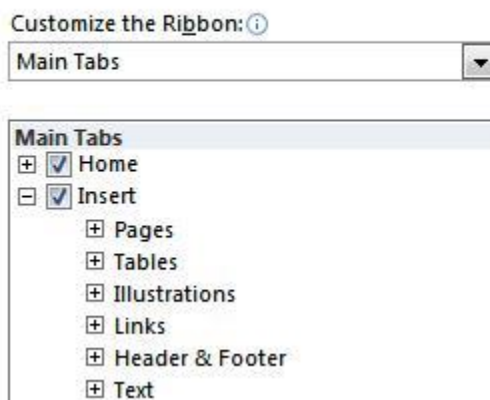 Customize the Ribbon:
Main Tabs
Main Tabs
Home
Insert
Pages
Tables
Illustrations
Links
Header & Footer
Text